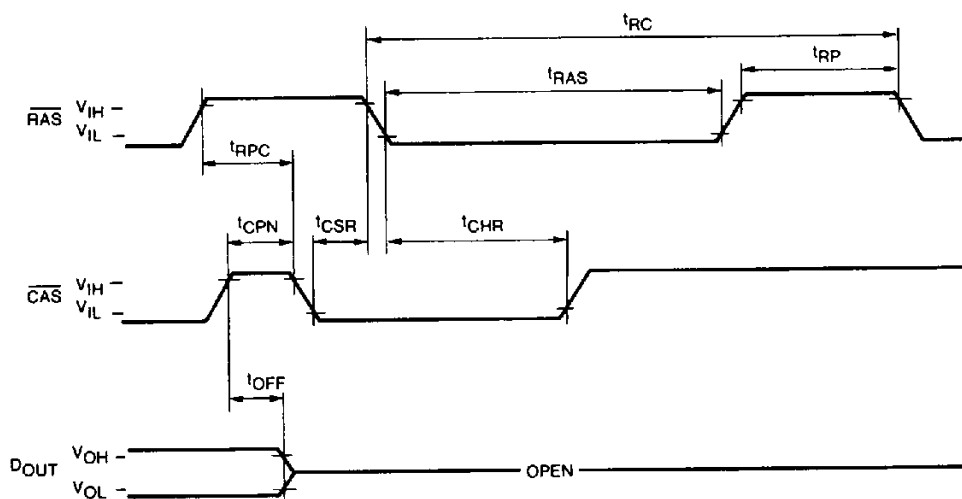 tRC
tRP
tRAS
RAS VIH
VIL
tRPC
tCPN tCSR tCHR
CAS VIH
VIL
tOFF
DOUT VOH
VOL
OPEN